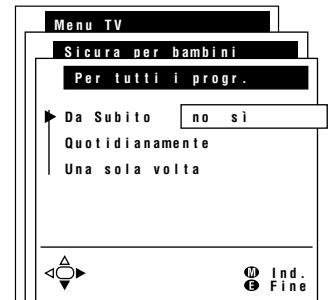 Menu TV
Sicura per bambini
Per tutti i progr.
Da Subito no sì
Quotidianamente
Una sola volta
M Ind.
E Fine